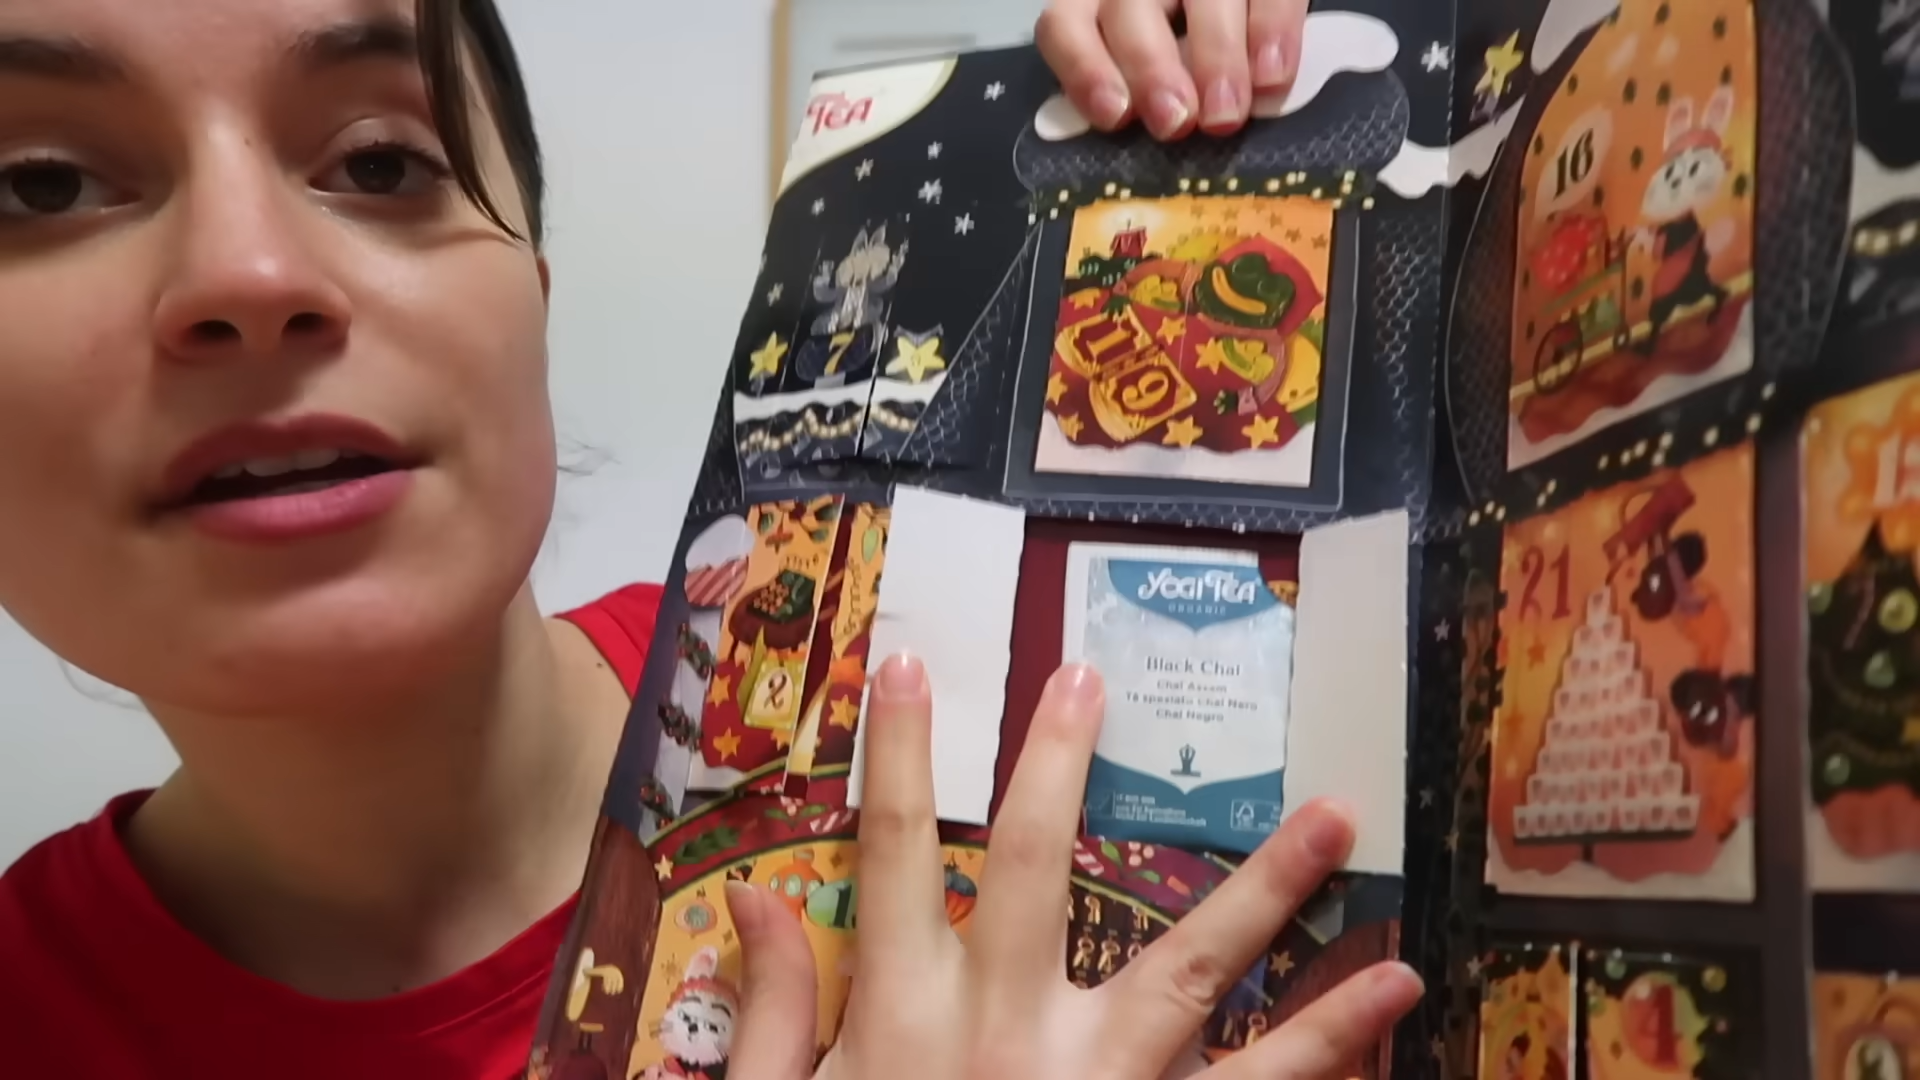 TEA
16
7
19
YOGI TEA
ORGANIC
Black Chai
Chai Assam
Tè speziato Chai Nero
Chai Negro
2
21
1
4